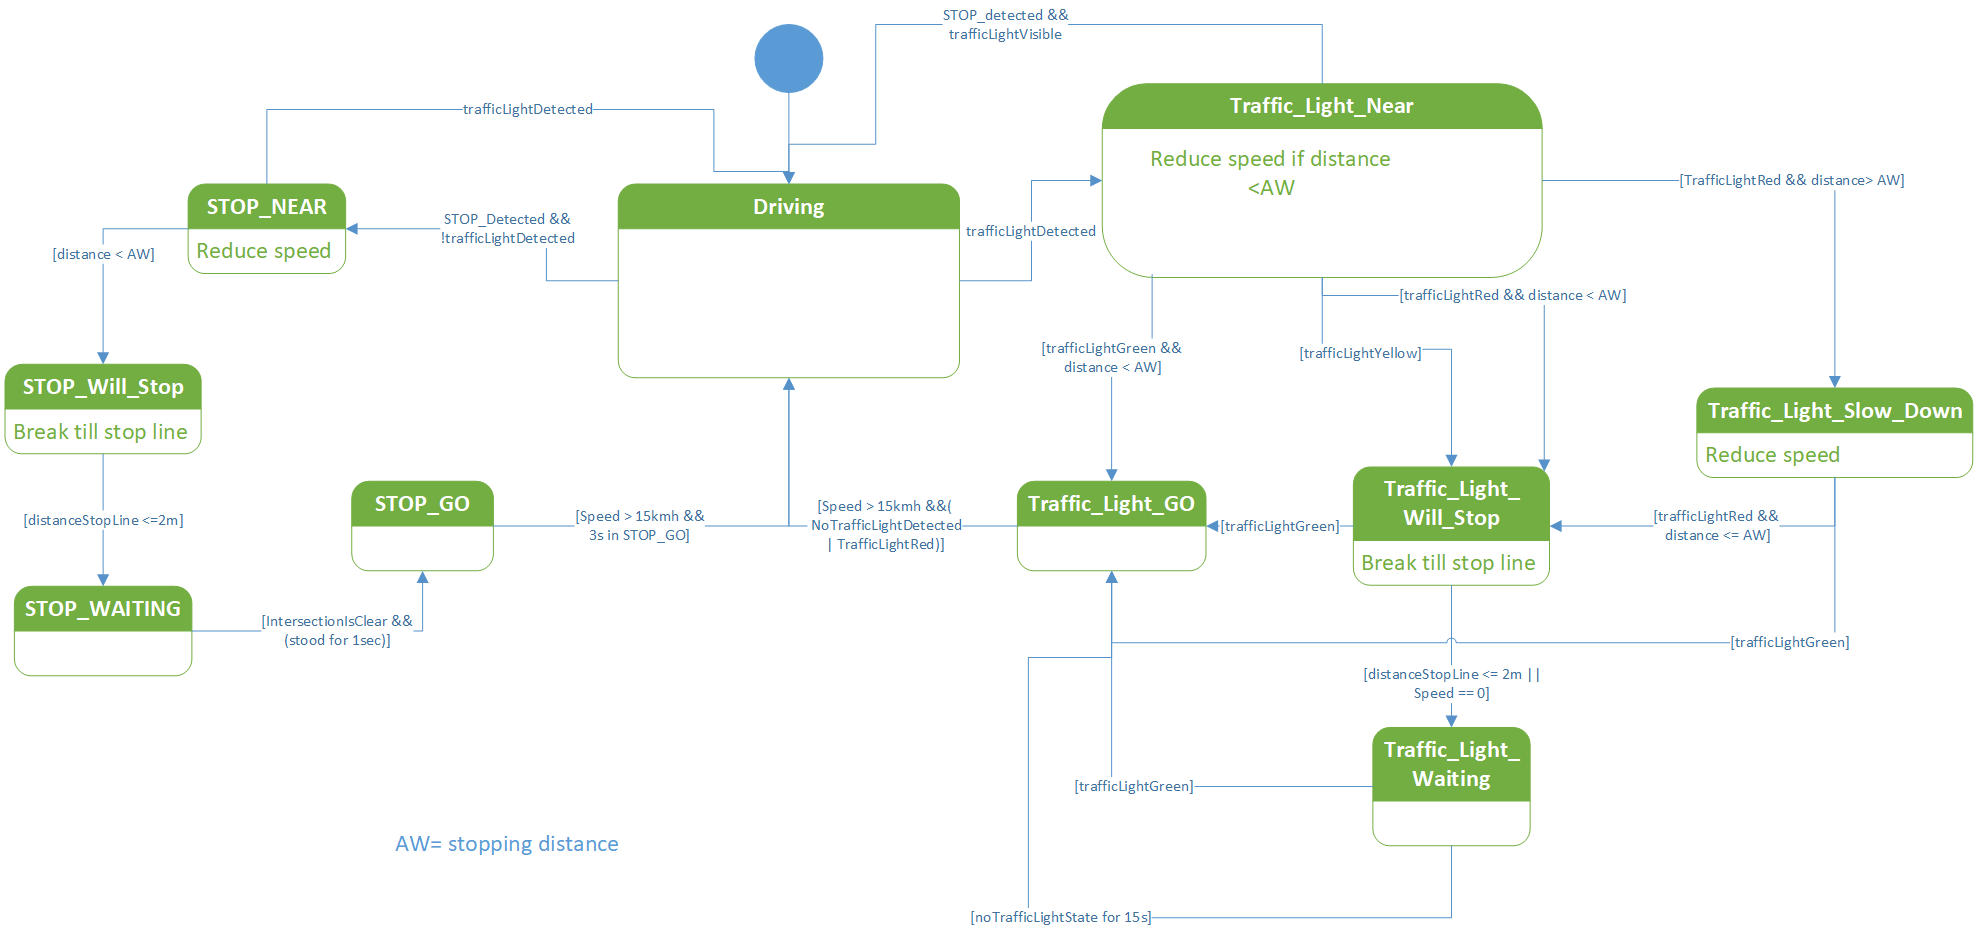 STOP_detected &&
trafficLightVisible
Traffic_Light_Near
Reduce speed if distance
<AW
trafficLightDetected
STOP_NEAR
Reduce speed
STOP_Detected &&
!trafficLightDetected
Driving
trafficLightDetected
[TrafficLightRed && distance> AW]
[distance < AW]
[trafficLightRed && distance < AW]
[trafficLightGreen &&
distance < AW]
[trafficLightYellow]
STOP_Will_Stop
Break till stop line
Traffic_Light_Slow_Down
Reduce speed
[distanceStopLine <=2m]
STOP_GO
[Speed > 15kmh &&
3s in STOP_GO]
[Speed > 15kmh &&(
NoTrafficLightDetected
| TrafficLightRed)]
Traffic_Light_GO
[trafficLightGreen]
Traffic_Light_
Will_Stop
Break till stop line
[trafficLightRed &&
distance <= AW]
STOP_WAITING
[IntersectionIsClear &&
(stood for 1sec)]
[trafficLightGreen]
[distanceStopLine <= 2m ||
Speed == 0]
Traffic_Light_
Waiting
[trafficLightGreen]
AW= stopping distance
[noTrafficLightState for 15s]